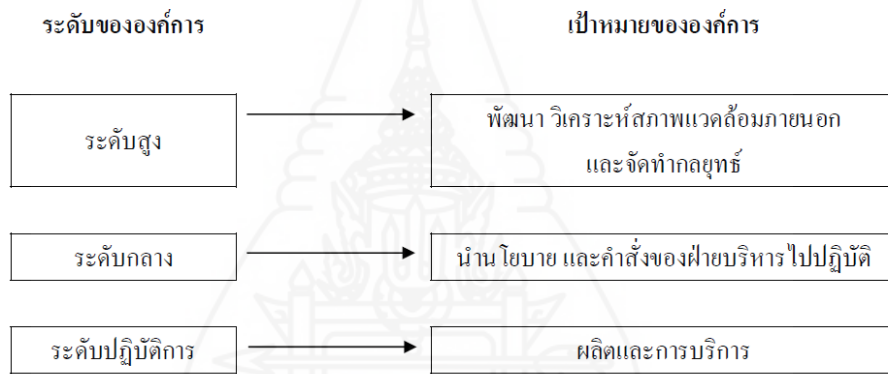 ระดับขององค์การ
เป้าหมายขององค์การ
ระดับสูง
พัฒนา วิเคราะห์สภาพแวดล้อมภายนอก
และจัดทำกลยุทธ์
ระดับกลาง
นำนโยบาย และคำสั่งของฝ่ายบริหารไปปฏิบัติ
ระดับปฏิบัติการ
ผลิตและการบริการ